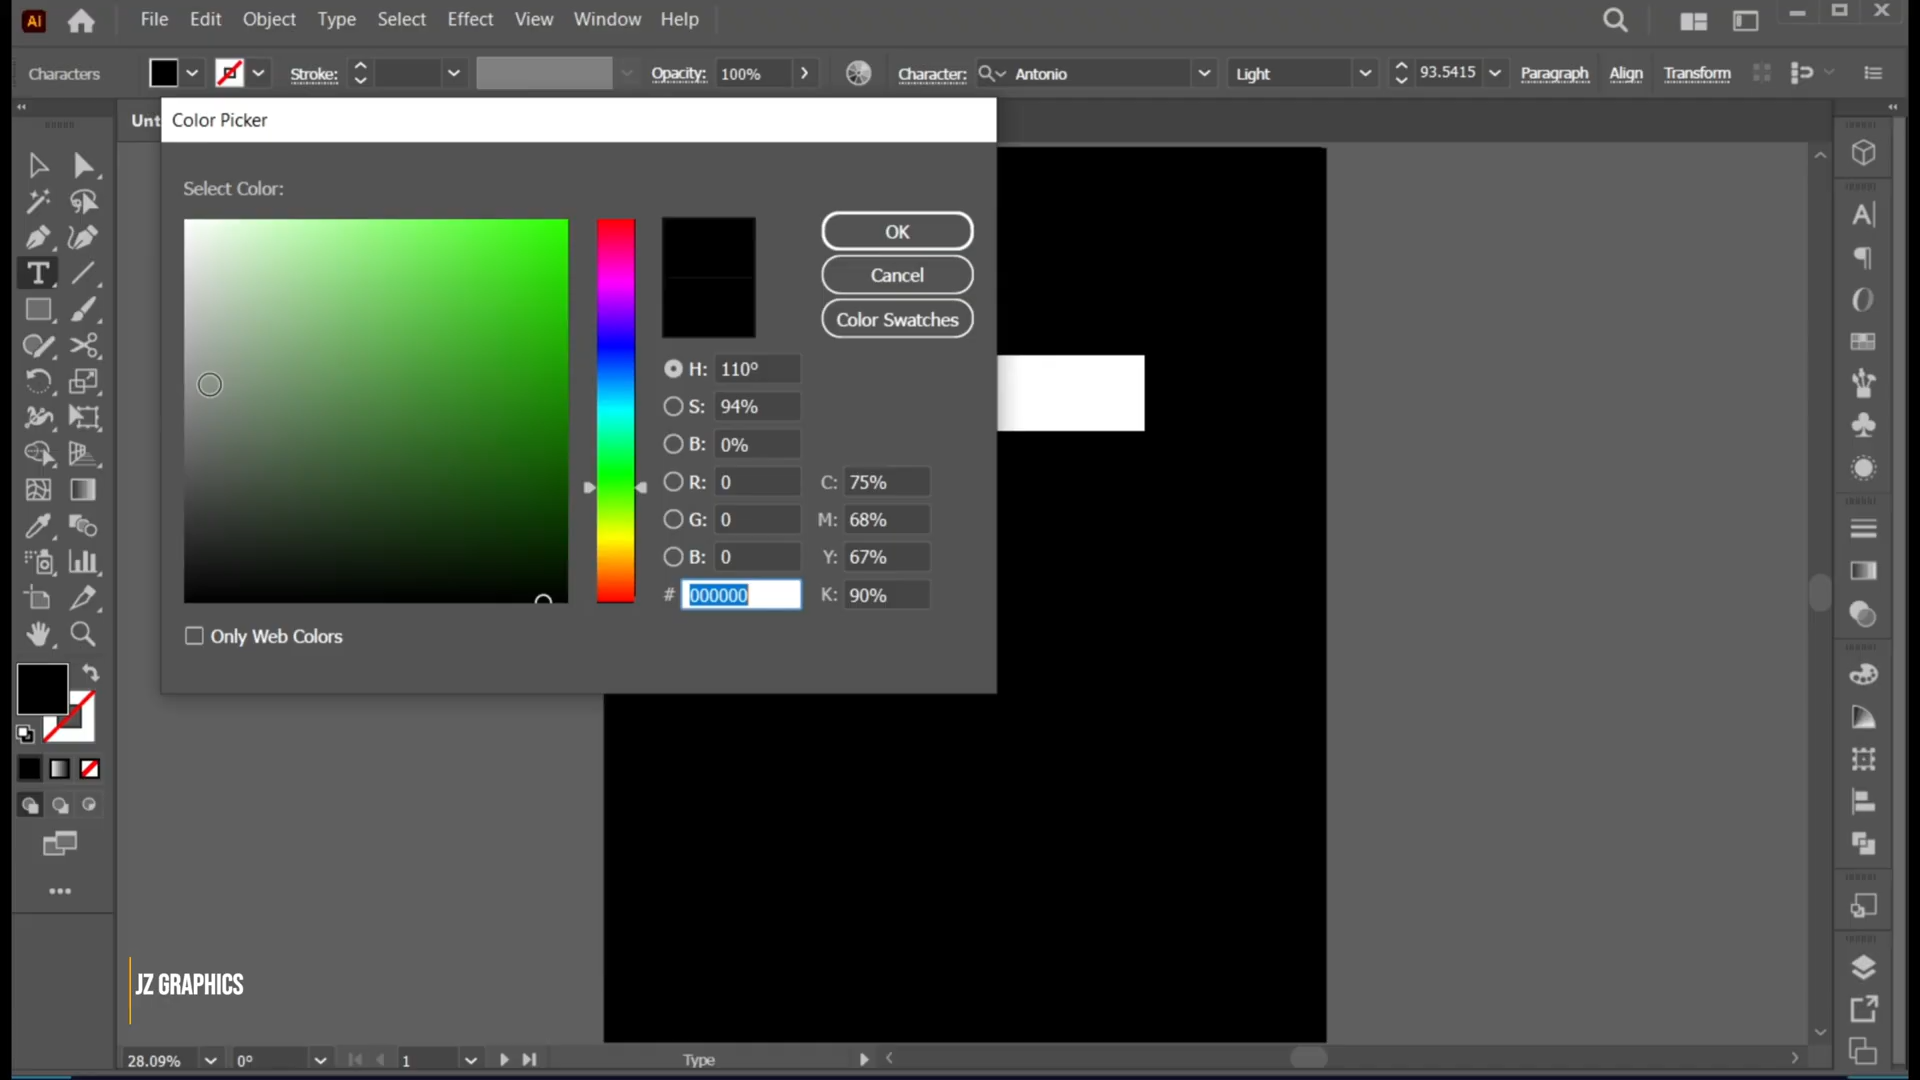 Ai File Edit Object Type Select Effect View Window Help
Characters Stroke: Opacity: 100% Character: Antonio Light 93.5415 Paragraph Align Transform
Unt
Color Picker
Select Color:
OK
Cancel
Color Swatches
H: 110°
S: 94%
B: 0%
R: 0 C: 75%
G: 0 M: 68%
B: 0 Y: 67%
# 000000 K: 90%
Only Web Colors
JZ GRAPHICS
28.09% 0° 1 Type